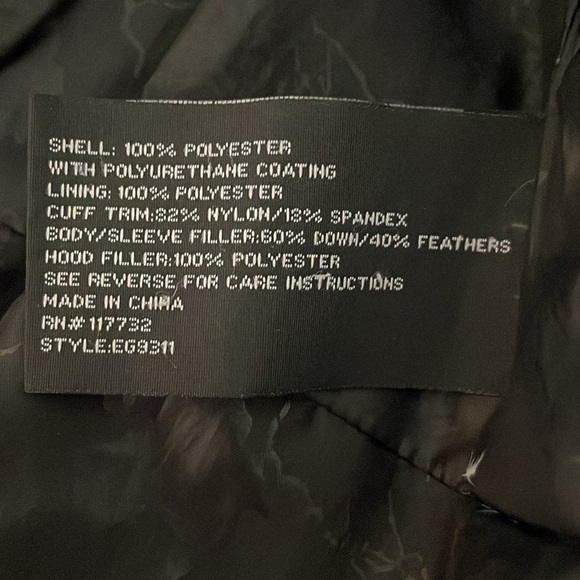 SHELL: 100% POLYESTER
WITH POLYURETHANE COATING
LINING: 100% POLYESTER
CUFF TRIM:82% NYLON/18% SPANDEX
BODY/SLEEVE FILLER:60% DOWN/40% FEATHERS
HOOD FILLER:100% POLYESTER
SEE REVERSE FOR CARE INSTRUCTIONS
MADE IN CHINA
RN# 117732
STYLE:EG9311